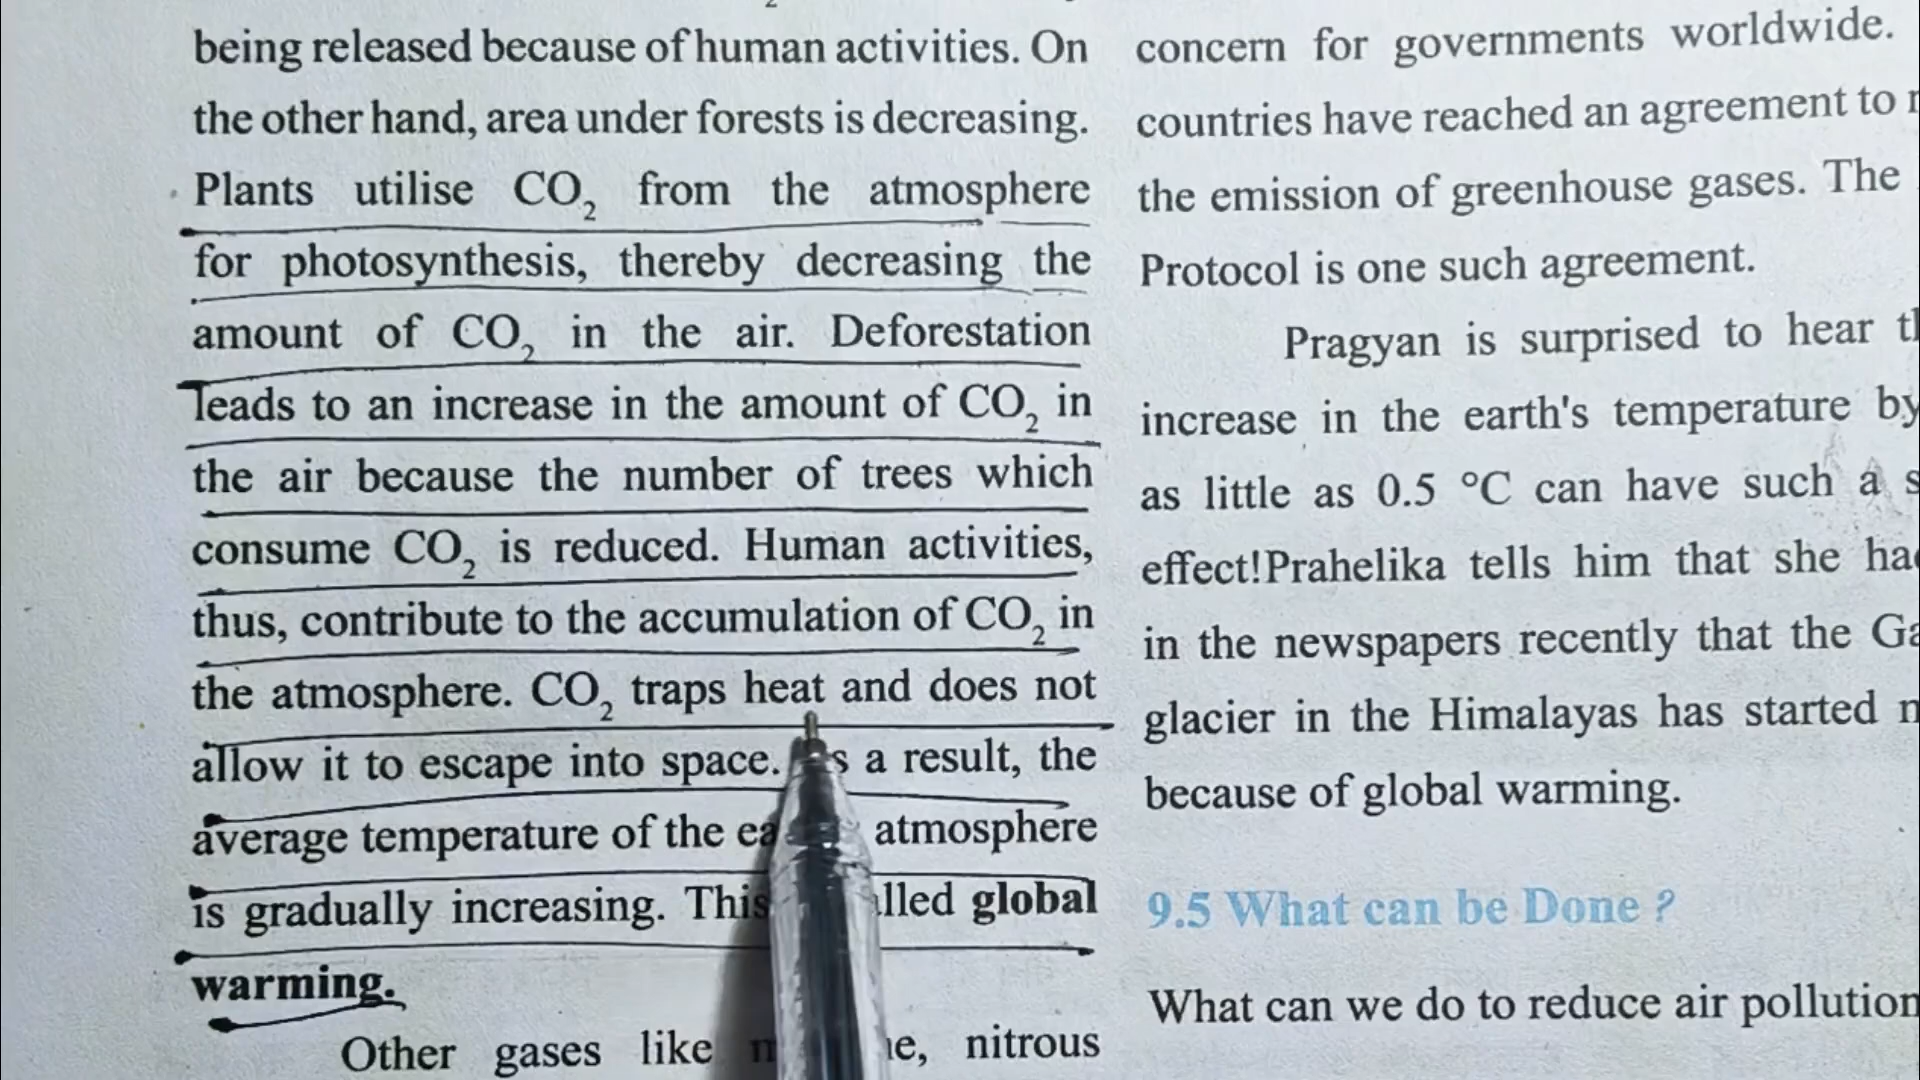 being released because of human activities. On
the other hand, area under forests is decreasing.
Plants utilise CO₂ from the atmosphere
for photosynthesis, thereby decreasing the
amount of CO₂ in the air. Deforestation
leads to an increase in the amount of CO₂ in
the air because the number of trees which
consume CO₂ is reduced. Human activities,
thus, contribute to the accumulation of CO₂ in
the atmosphere. CO₂ traps heat and does not
allow it to escape into space. a result, the
average temperature of the atmosphere
is gradually increasing. This global
warming.
Other gases like nitrous
concern for governments worldwide.
countries have reached an agreement to
the emission of greenhouse gases. The
Protocol is one such agreement.
Pragyan is surprised to hear
increase in the earth's temperature by
as little as 0.5 °C can have such a
effect!Prahelika tells him that she
in the newspapers recently that the
glacier in the Himalayas has started
because of global warming.
9.5 What can be Done ?
What can we do to reduce air pollution